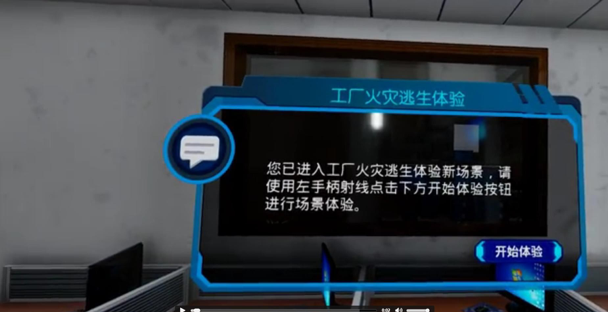 工厂火灾逃生体验
您已进入工厂火灾逃生体验新场景，请
使用左手柄射线点击下方开始体验按钮
进行场景体验。
开始体验